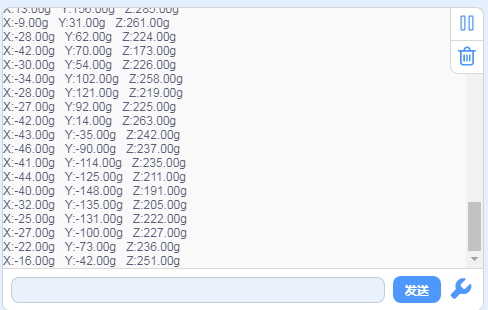 X:13.00g Y:156.00g Z:285.00g
X:-9.00g Y:31.00g Z:261.00g
X:-28.00g Y:62.00g Z:224.00g
X:-42.00g Y:70.00g Z:173.00g
X:-30.00g Y:54.00g Z:226.00g
X:-34.00g Y:102.00g Z:258.00g
X:-28.00g Y:121.00g Z:219.00g
X:-27.00g Y:92.00g Z:225.00g
X:-42.00g Y:14.00g Z:263.00g
X:-43.00g Y:-35.00g Z:242.00g
X:-46.00g Y:-90.00g Z:237.00g
X:-41.00g Y:-114.00g Z:235.00g
X:-44.00g Y:-125.00g Z:211.00g
X:-40.00g Y:-148.00g Z:191.00g
X:-32.00g Y:-135.00g Z:205.00g
X:-25.00g Y:-131.00g Z:222.00g
X:-27.00g Y:-100.00g Z:227.00g
X:-22.00g Y:-73.00g Z:236.00g
X:-16.00g Y:-42.00g Z:251.00g
发送